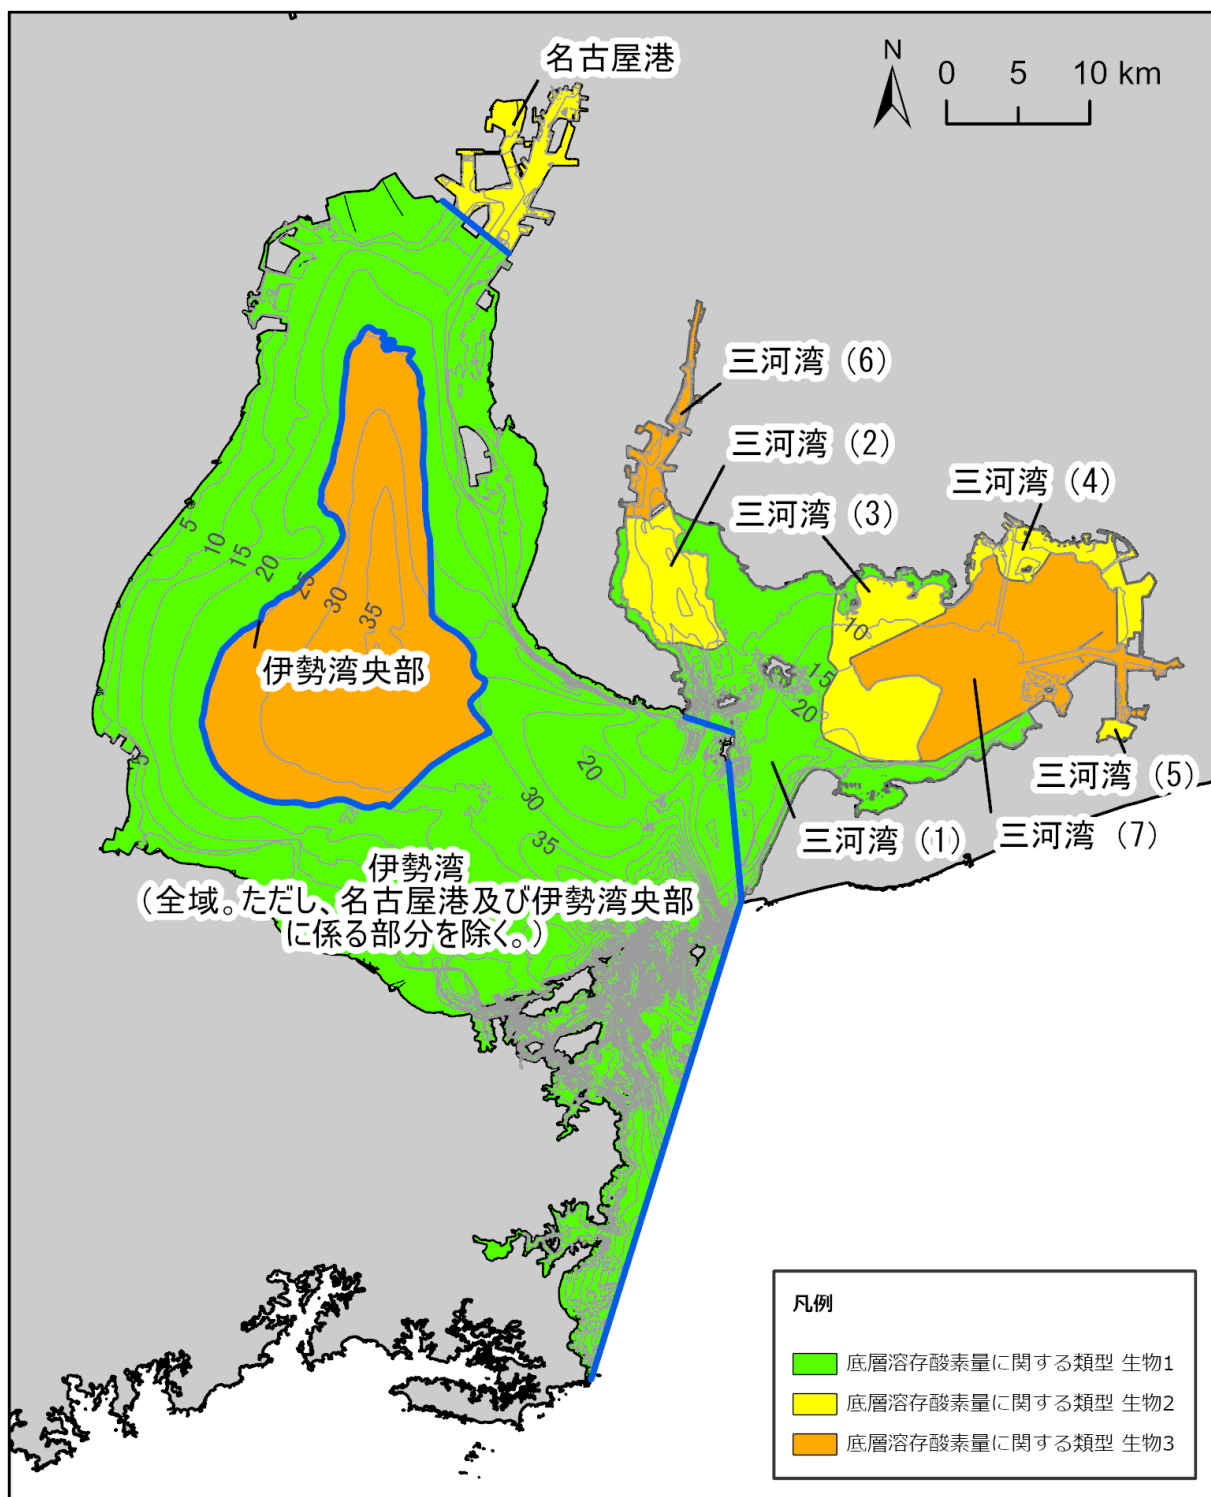 名古屋港
N
0 5 10 km
三河湾（6）
三河湾（2）
三河湾（3）
三河湾（4）
5
10
15
20
25
30
35
10
15
20
伊勢湾央部
20
30
35
三河湾（5）
三河湾（1）
三河湾（7）
伊勢湾
（全域。ただし、名古屋港及び伊勢湾央部
に係る部分を除く。）
凡例
底層溶存酸素量に関する類型 生物1
底層溶存酸素量に関する類型 生物2
底層溶存酸素量に関する類型 生物3